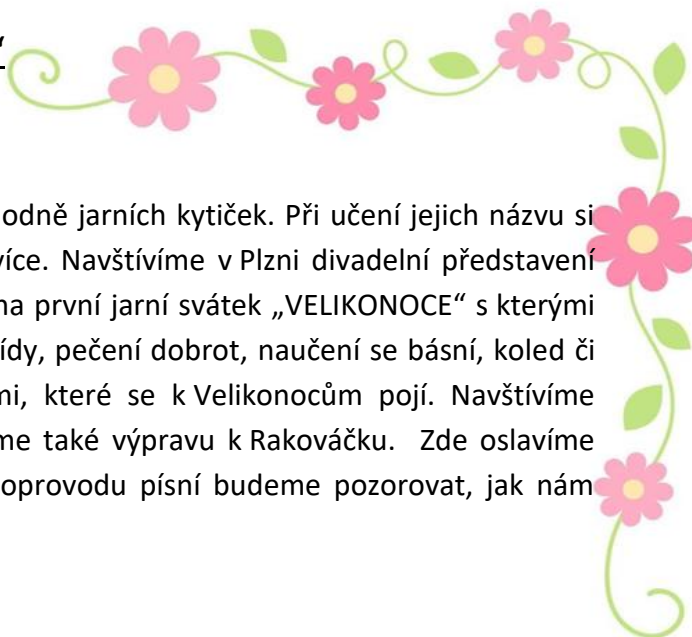 “
odně jarních kytiček. Při učení jejich názvu si
více. Navštívíme v Plzni divadelní představení
na první jarní svátek „VELIKONOCE“ s kterými
ídy, pečení dobrot, naučení se básní, koled či
mi, které se k Velikonocům pojí. Navštívíme
me také výpravu k Rakováčku. Zde oslavíme
oprovodu písní budeme pozorovat, jak nám